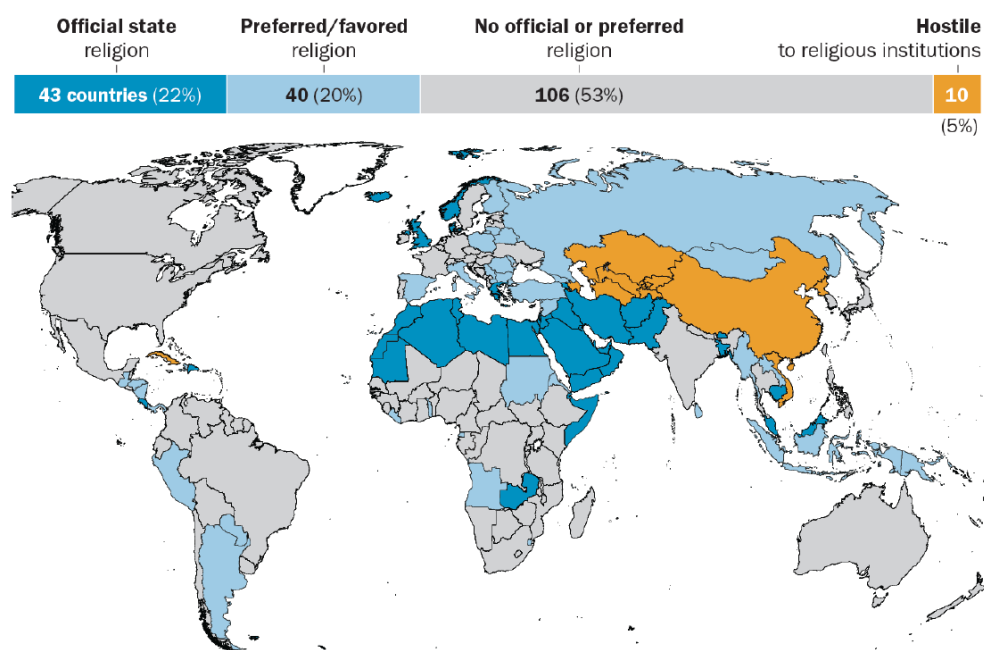 Official state
religion
Preferred/favored
religion
No official or preferred
religion
Hostile
to religious institutions
43 countries (22%)
40 (20%)
106 (53%)
10
(5%)